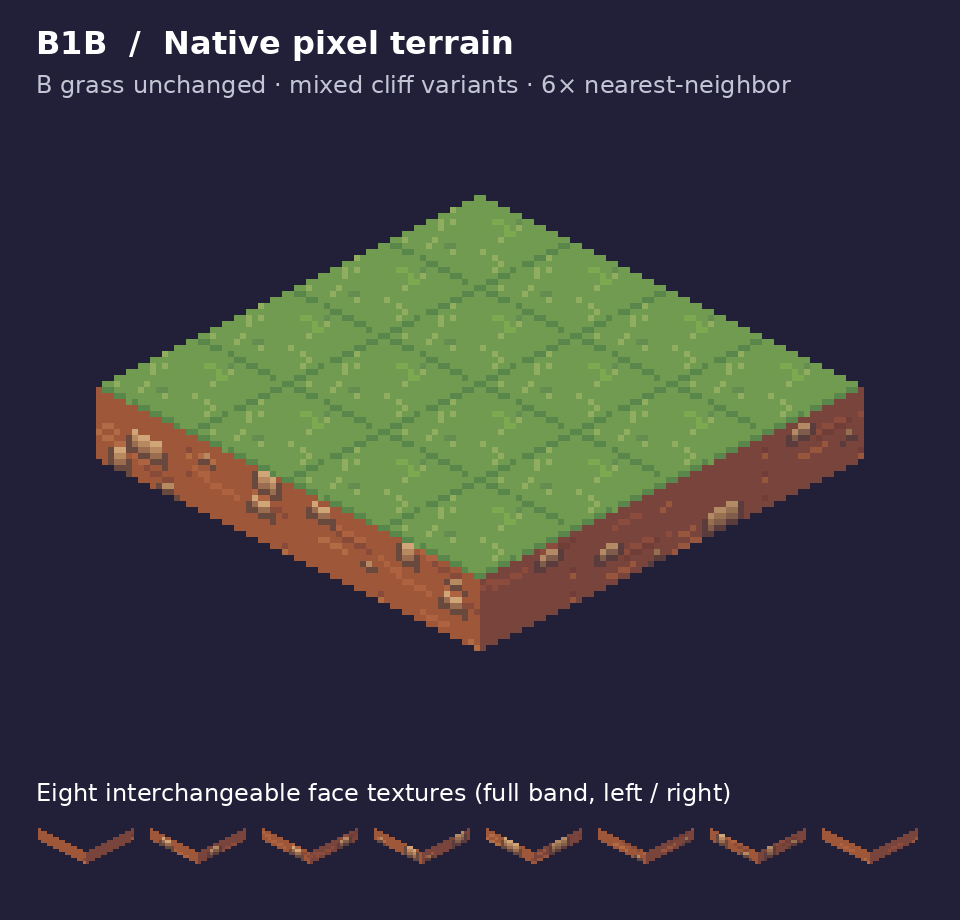 B1B / Native pixel terrain
B grass unchanged · mixed cliff variants · 6× nearest-neighbor
Eight interchangeable face textures (full band, left / right)